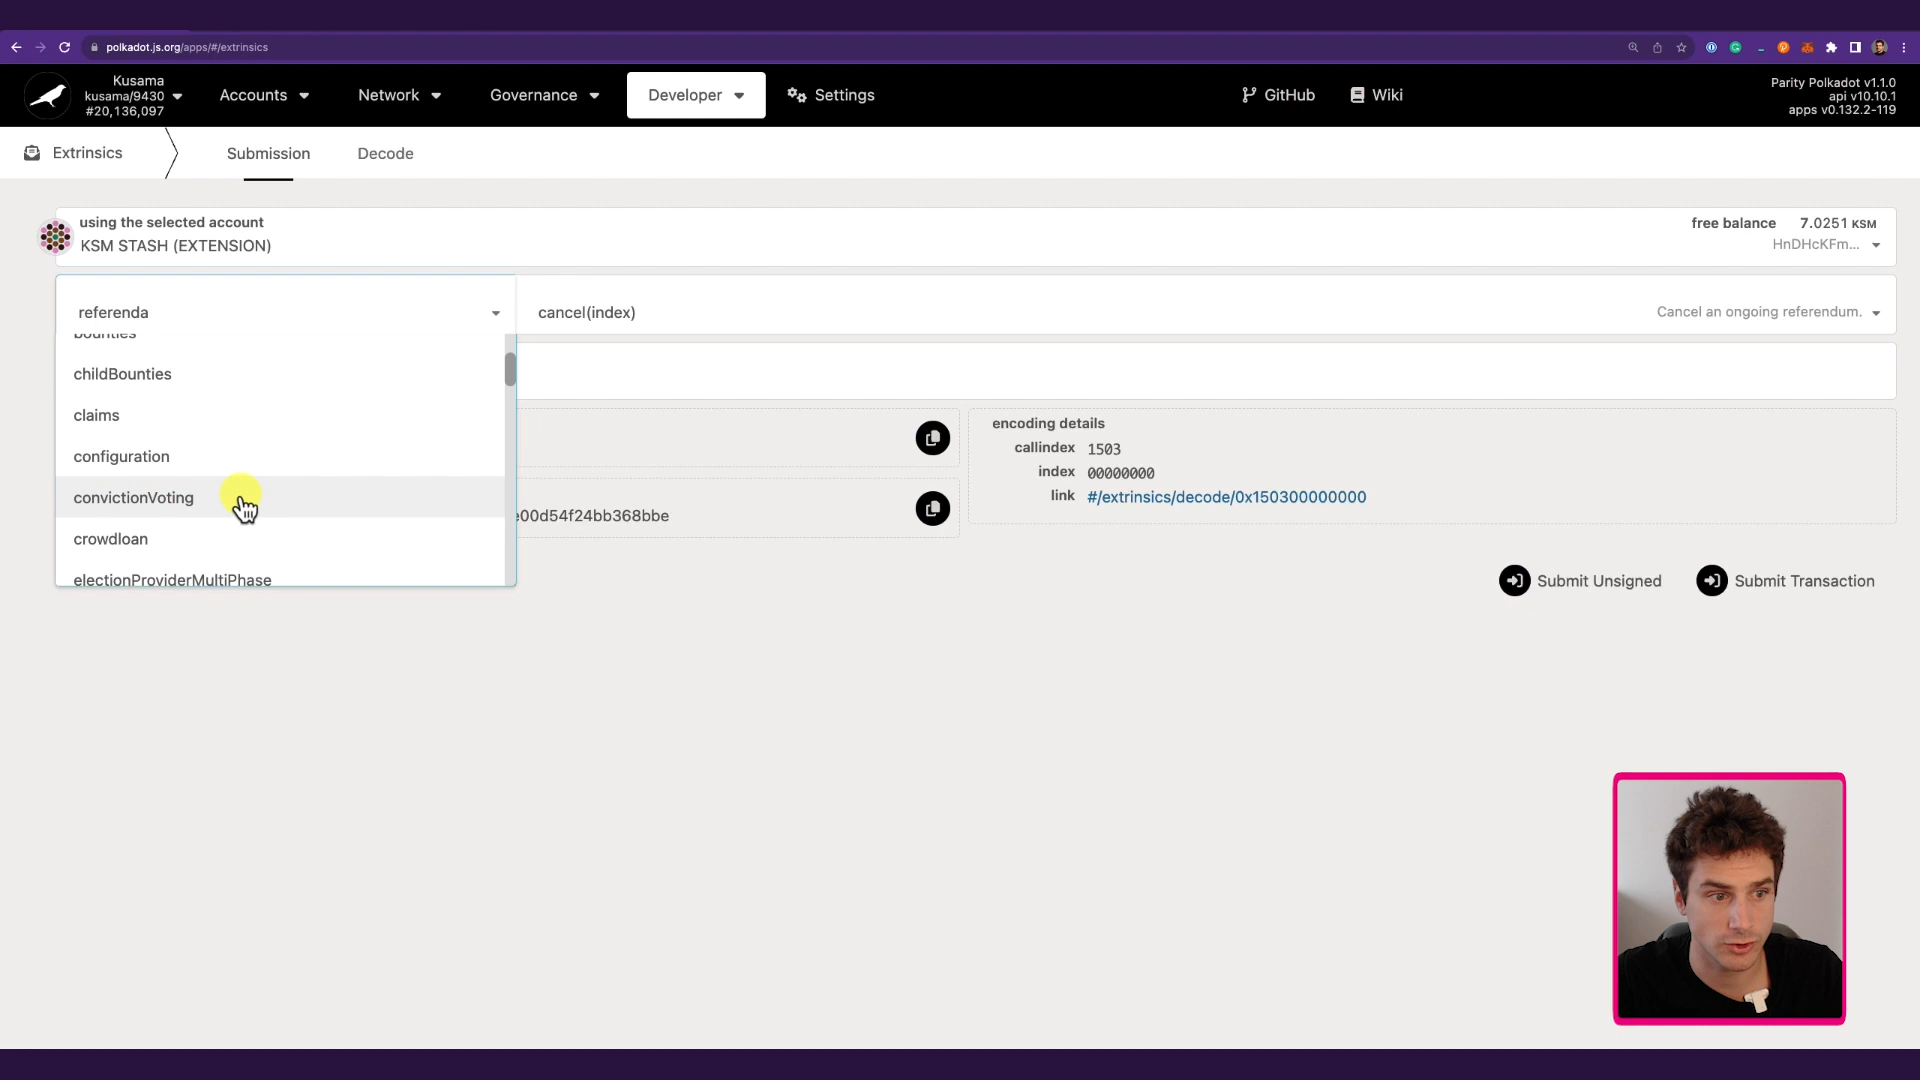 polkadot.js.org/apps/#/extrinsics
Kusama
kusama/9430
#20,136,097
Accounts
Network
Governance
Developer
Settings
GitHub
Wiki
Parity Polkadot v1.1.0
api v10.10.1
apps v0.132.2-119
Extrinsics
Submission
Decode
using the selected account
KSM STASH (EXTENSION)
free balance 7.0251 KSM
HnDHcKFm...
referenda
cancel(index)
Cancel an ongoing referendum.
bounties
childBounties
claims
configuration
convictionVoting
crowdloan
electionProviderMultiPhase
e00d54f24bb368bbe
encoding details
callindex 1503
index 00000000
link #/extrinsics/decode/0x150300000000
Submit Unsigned
Submit Transaction